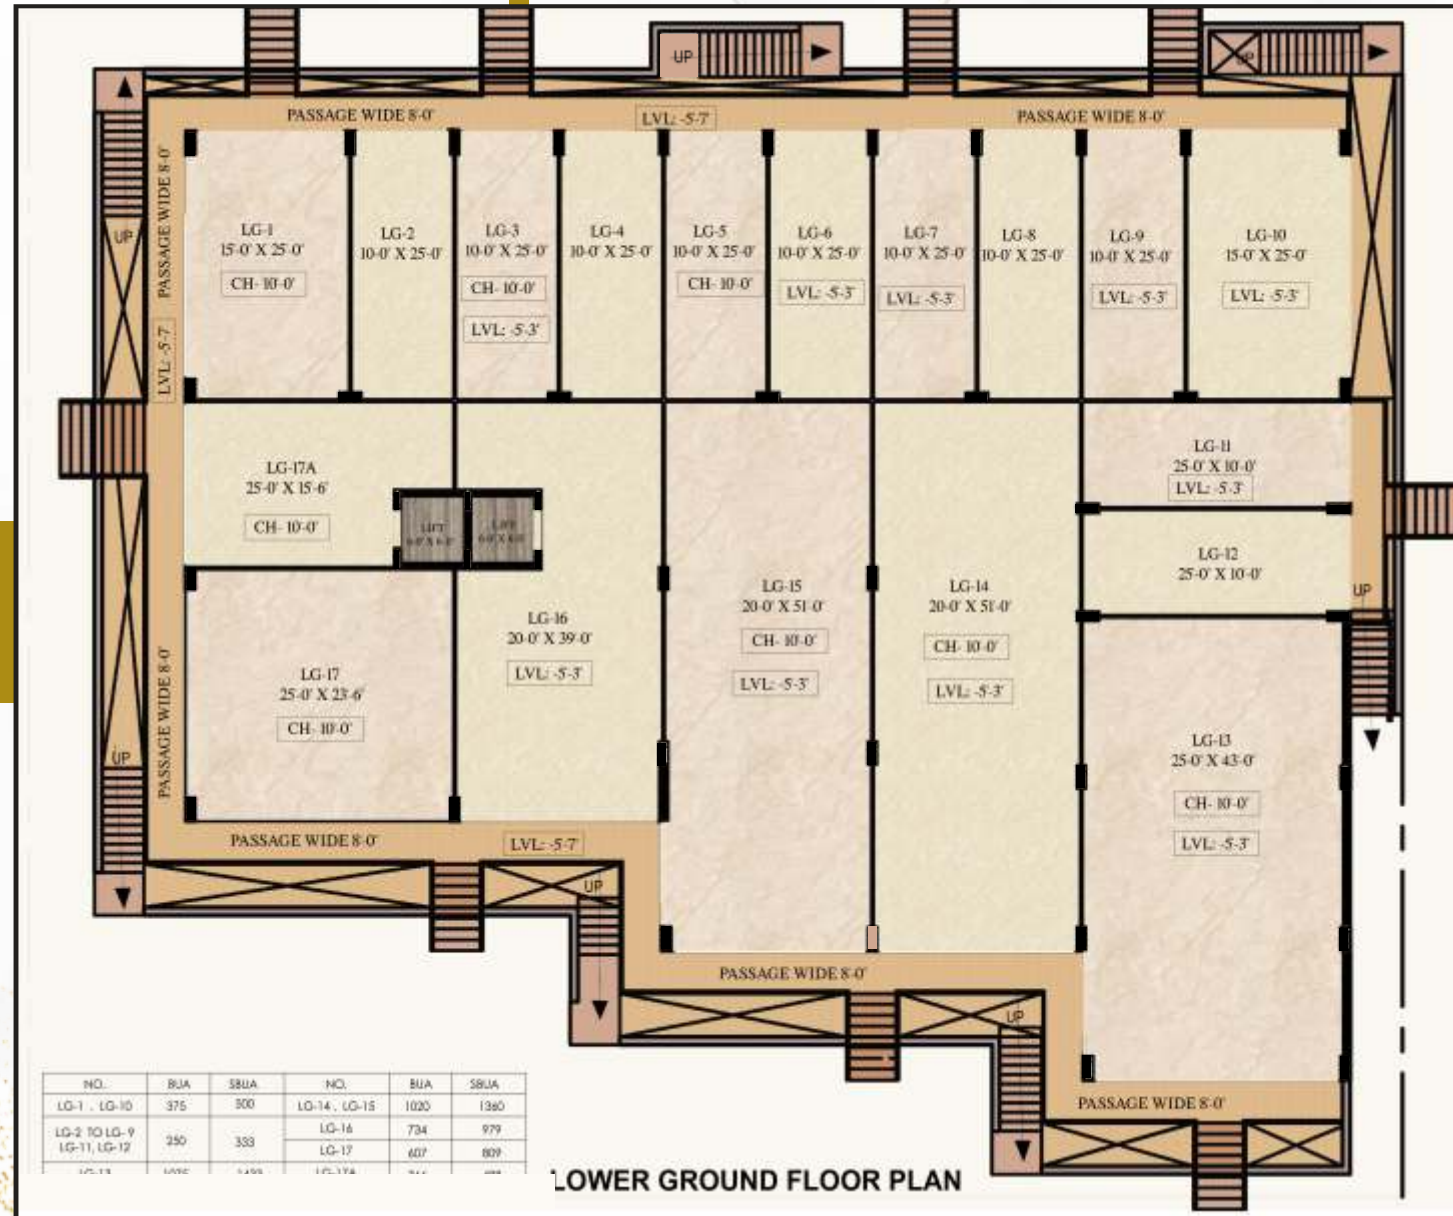 UP
UP
PASSAGE WIDE 8-0'
LVL: -5-7'
PASSAGE WIDE 8-0'
UP
PASSAGE WIDE 8-0'
LVL: -5-7'
LG-1
15-0' X 25-0'
CH- 10-0'
LG-2
10-0' X 25-0'
LG-3
10-0' X 25-0'
CH- 10-0'
LVL: -5-3'
LG-4
10-0' X 25-0'
LG-5
10-0' X 25-0'
CH- 10-0'
LG-6
10-0' X 25-0'
LVL: -5-3'
LG-7
10-0' X 25-0'
LVL: -5-3'
LG-8
10-0' X 25-0'
LG-9
10-0' X 25-0'
LVL: -5-3'
LG-10
15-0' X 25-0'
LVL: -5-3'
LG-17A
25-0' X 15-6'
CH- 10-0'
LIFT
LIFT
LG-11
25-0' X 10-0'
LVL: -5-3'
LG-12
25-0' X 10-0'
UP
LG-16
20-0' X 39-0'
LVL: -5-3'
LG-15
20-0' X 51-0'
CH- 10-0'
LVL: -5-3'
LG-14
20-0' X 51-0'
CH- 10-0'
LVL: -5-3'
LG-17
25-0' X 23-6'
CH- 10-0'
LG-13
25-0' X 43-0'
CH- 10-0'
LVL: -5-3'
PASSAGE WIDE 8-0'
UP
PASSAGE WIDE 8-0'
LVL: -5-7'
UP
PASSAGE WIDE 8-0'
UP
PASSAGE WIDE 8-0'
NO. BUA SBUA NO. BUA SBUA
LG-1 , LG-10 375 500 LG-14 , LG-15 1020 1360
LG-2 TO LG-9
LG-11, LG-12 250 333
LG-16 734 979
LG-17 607 809
LOWER GROUND FLOOR PLAN